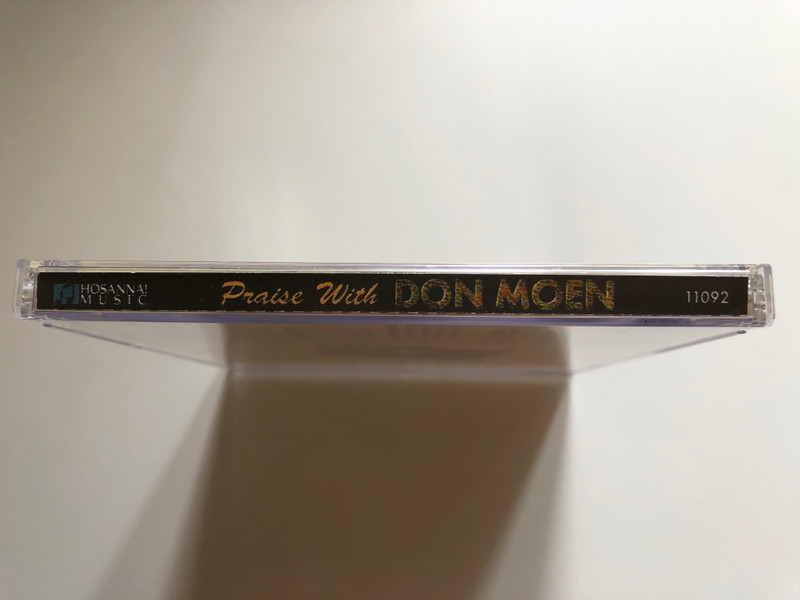 HOSANNA!
MUSIC
Praise With DON MOEN
11092